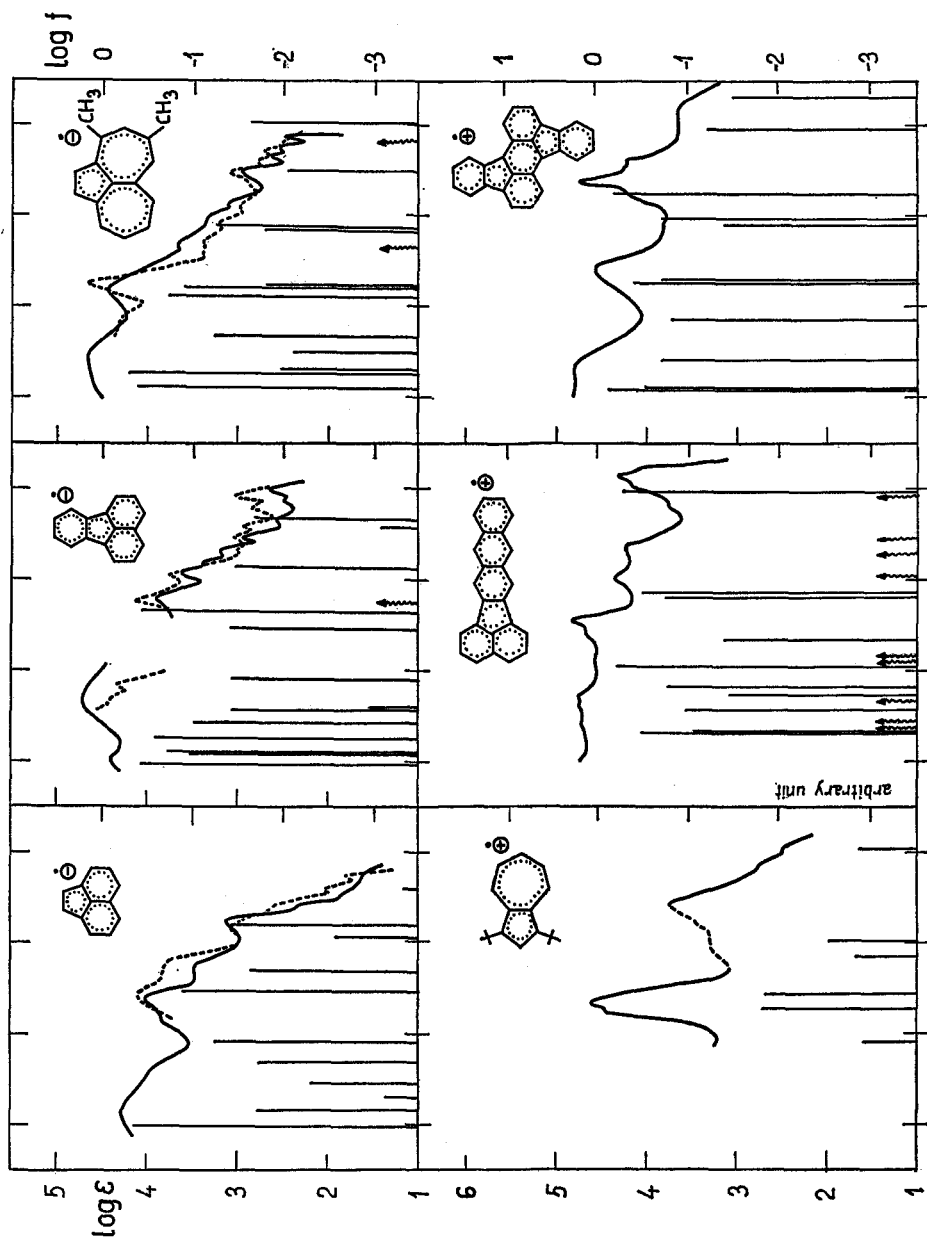 log f
0 -1 -2 -3
1 0 -1 -2 -3
CH₃
CH₃
•⊖
•⊕
•⊖
•⊕
arbitrary unit
•⊖
•⊕
log ε
5 4 3 2 1
6 5 4 3 2 1